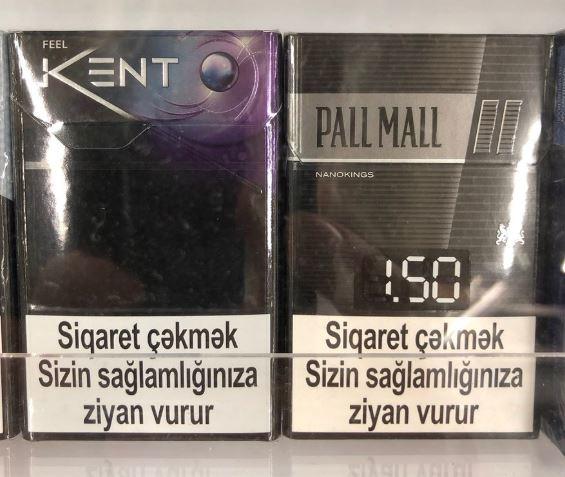 FEEL
KENT
Siqaret çəkmək
Sizin sağlamlığınıza
ziyan vurur
PALL MALL
NANOKINGS
1.50
Siqaret çəkmək
Sizin sağlamlığınıza
ziyan vurur